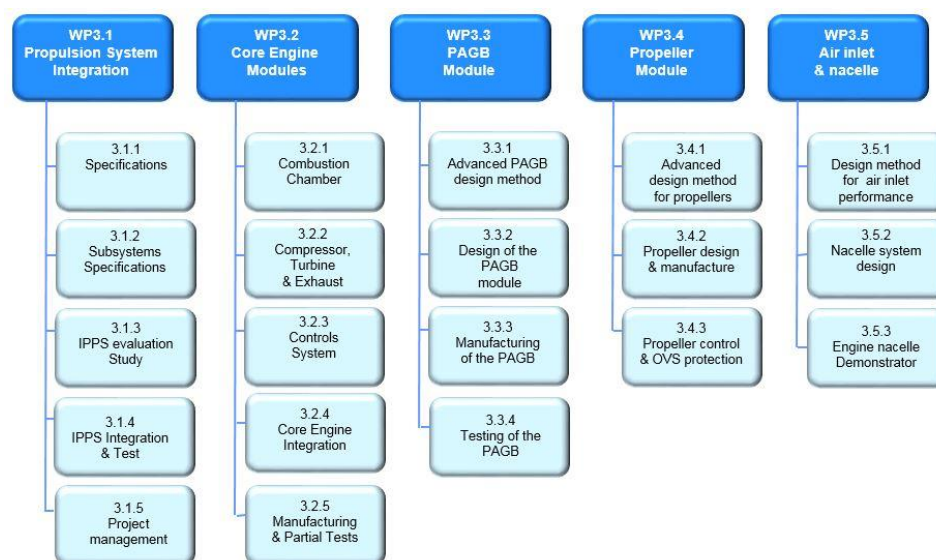 WP3.1
Propulsion System
Integration
3.1.1
Specifications
3.1.2
Subsystems
Specifications
3.1.3
IPPS evaluation
Study
3.1.4
IPPS Integration
& Test
3.1.5
Project
management
WP3.2
Core Engine
Modules
3.2.1
Combustion
Chamber
3.2.2
Compressor,
Turbine
& Exhaust
3.2.3
Controls
System
3.2.4
Core Engine
Integration
3.2.5
Manufacturing
& Partial Tests
WP3.3
PAGB
Module
3.3.1
Advanced PAGB
design method
3.3.2
Design of the
PAGB
module
3.3.3
Manufacturing
of the PAGB
3.3.4
Testing of the
PAGB
WP3.4
Propeller
Module
3.4.1
Advanced
design method
for propellers
3.4.2
Propeller design
& manufacture
3.4.3
Propeller control
& OVS protection
WP3.5
Air inlet
& nacelle
3.5.1
Design method
for air inlet
performance
3.5.2
Nacelle system
design
3.5.3
Engine nacelle
Demonstrator